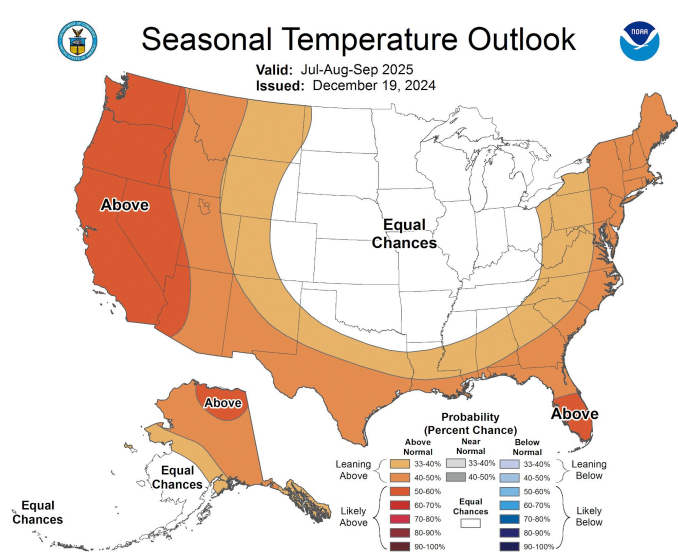 Seasonal Temperature Outlook
NOAA
Valid: Jul-Aug-Sep 2025
Issued: December 19, 2024
Above
Equal
Chances
Above
Above
Equal
Chances
Equal
Chances
Probability
(Percent Chance)
Above
Normal
Near
Normal
Below
Normal
Leaning
Above
33-40%
33-40%
33-40%
Leaning
Below
40-50%
40-50%
40-50%
Likely
Above
50-60%
50-60%
Likely
Below
60-70%
60-70%
70-80%
70-80%
80-90%
80-90%
90-100%
90-100%
Equal
Chances